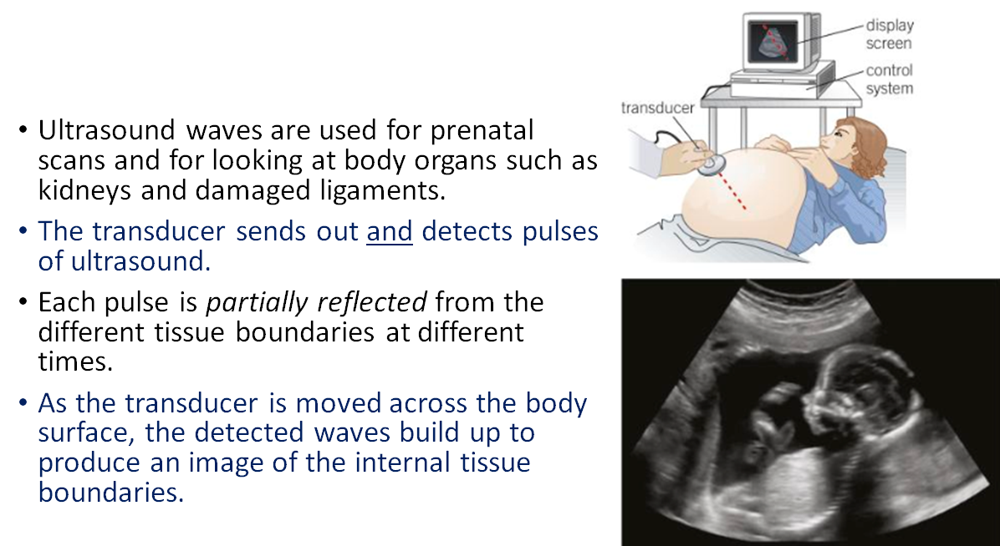 • Ultrasound waves are used for prenatal
scans and for looking at body organs such as
kidneys and damaged ligaments.
• The transducer sends out and detects pulses
of ultrasound.
• Each pulse is partially reflected from the
different tissue boundaries at different
times.
• As the transducer is moved across the body
surface, the detected waves build up to
produce an image of the internal tissue
boundaries.
display
screen
control
system
transducer